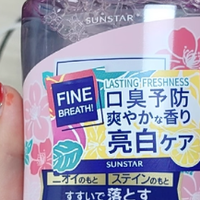 SUNSTAR
FINE
BREATH!
LASTING FRESHNESS
口臭予防
爽やかな香り
亮白ケア
SUNSTAR
ニオイのもと ステインのもと
すすいで落とす